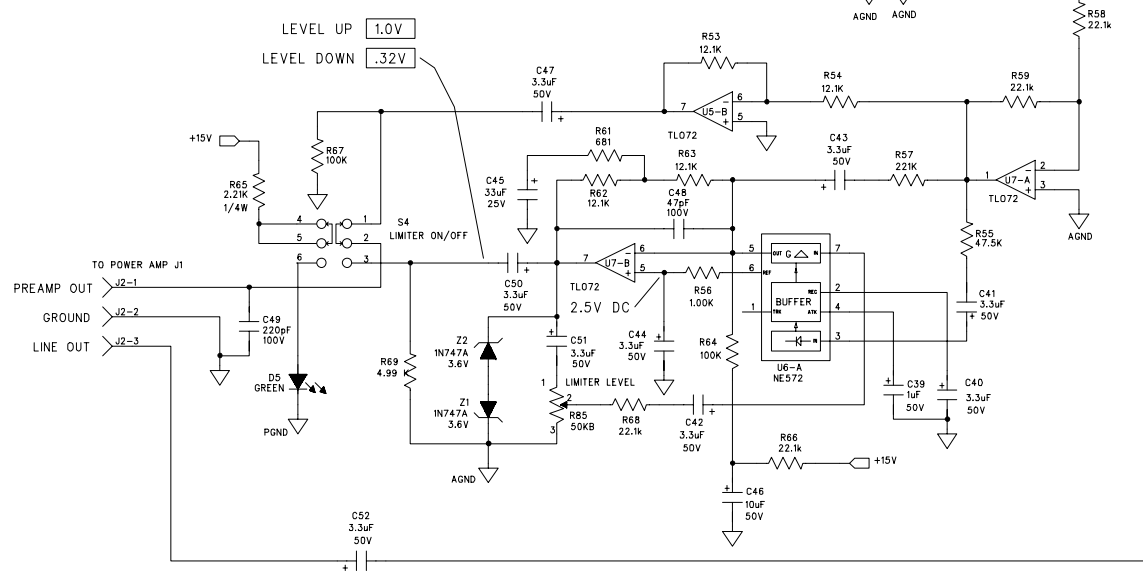 AGND AGND
R58
22.1k
LEVEL UP 1.0V
LEVEL DOWN .32V
R53
12.1K
C47
3.3uF
50V
7
U5-B
6
5
TL072
R54
12.1K
R59
22.1k
+15V
R67
100K
R65
2.21K
1/4W
R61
681
R63
12.1K
C43
3.3uF
50V
R57
221K
1
U7-A
2
3
TL072
AGND
C45
33uF
25V
R62
12.1K
C48
47pF
100V
4
5
6
1
2
3
S4
LIMITER ON/OFF
R55
47.5K
TO POWER AMP J1
PREAMP OUT J2-1
GROUND J2-2
LINE OUT J2-3
C50
3.3uF
50V
7
U7-B
6
5
TL072
2.5V DC
R56
1.00K
5 OUT G IN 7
6 REF
BUFFER
REC 2
ATK 4
1 TRK
IN 3
U6-A
NE572
C41
3.3uF
50V
C49
220pF
100V
D5
GREEN
PGND
R69
4.99 K
Z2
1N747A
3.6V
Z1
1N747A
3.6V
C51
3.3uF
50V
C44
3.3uF
50V
R64
100K
LIMITER LEVEL
1
2
3
R85
50KB
R68
22.1k
C42
3.3uF
50V
C39
1uF
50V
C40
3.3uF
50V
AGND
R66
22.1k
+15V
C46
10uF
50V
C52
3.3uF
50V